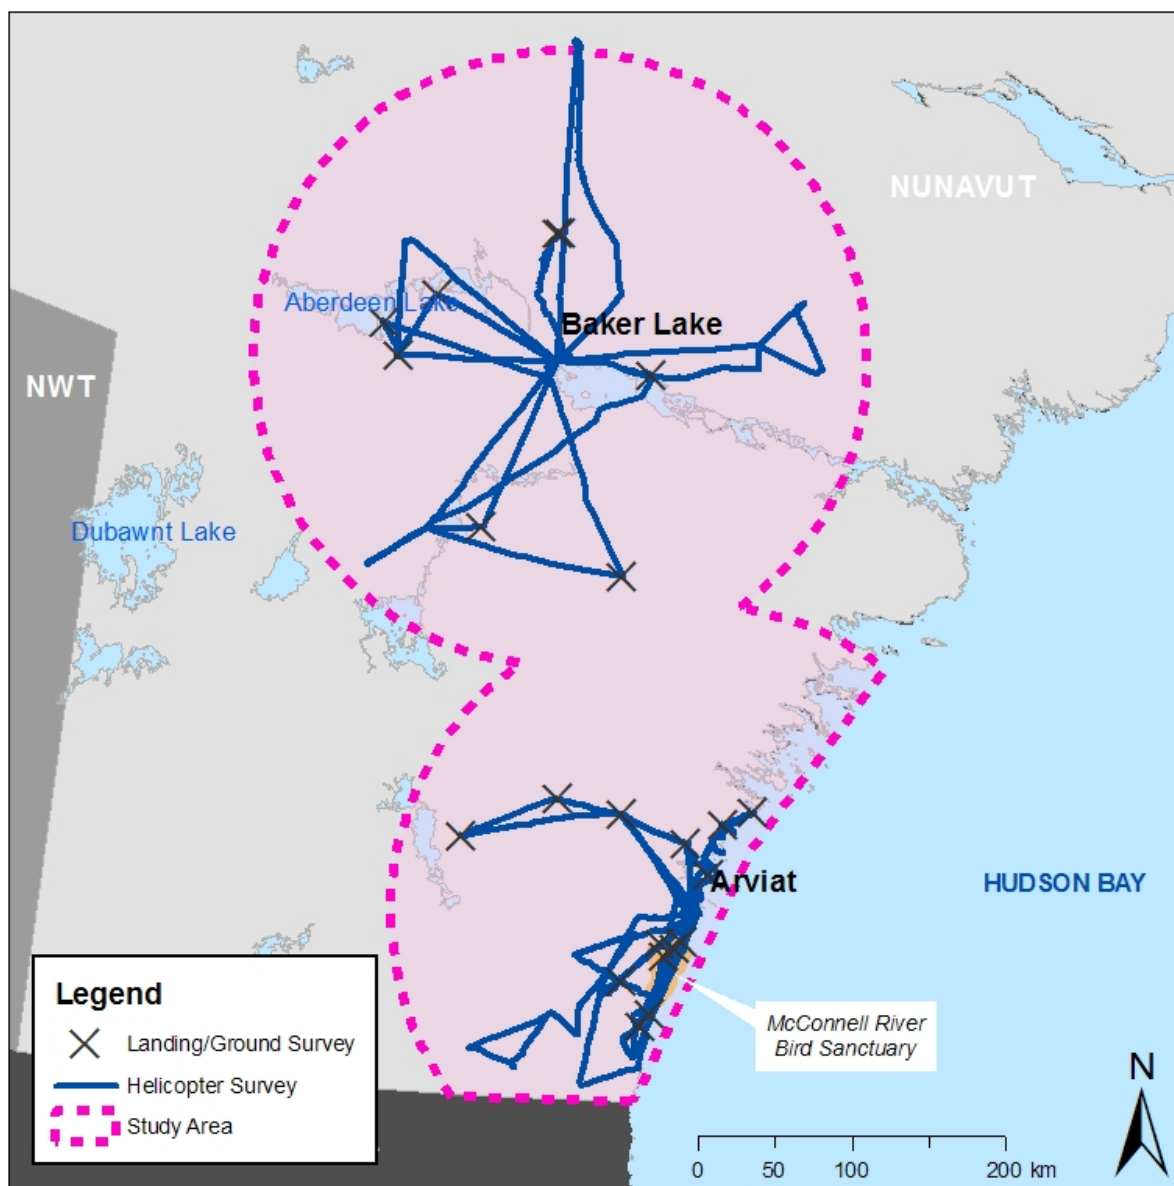 NUNAVUT
Aberdeen Lake
Baker Lake
NWT
Dubawnt Lake
Arviat
HUDSON BAY
McConnell River
Bird Sanctuary
Legend
Landing/Ground Survey
Helicopter Survey
Study Area
N
0 50 100 200 km